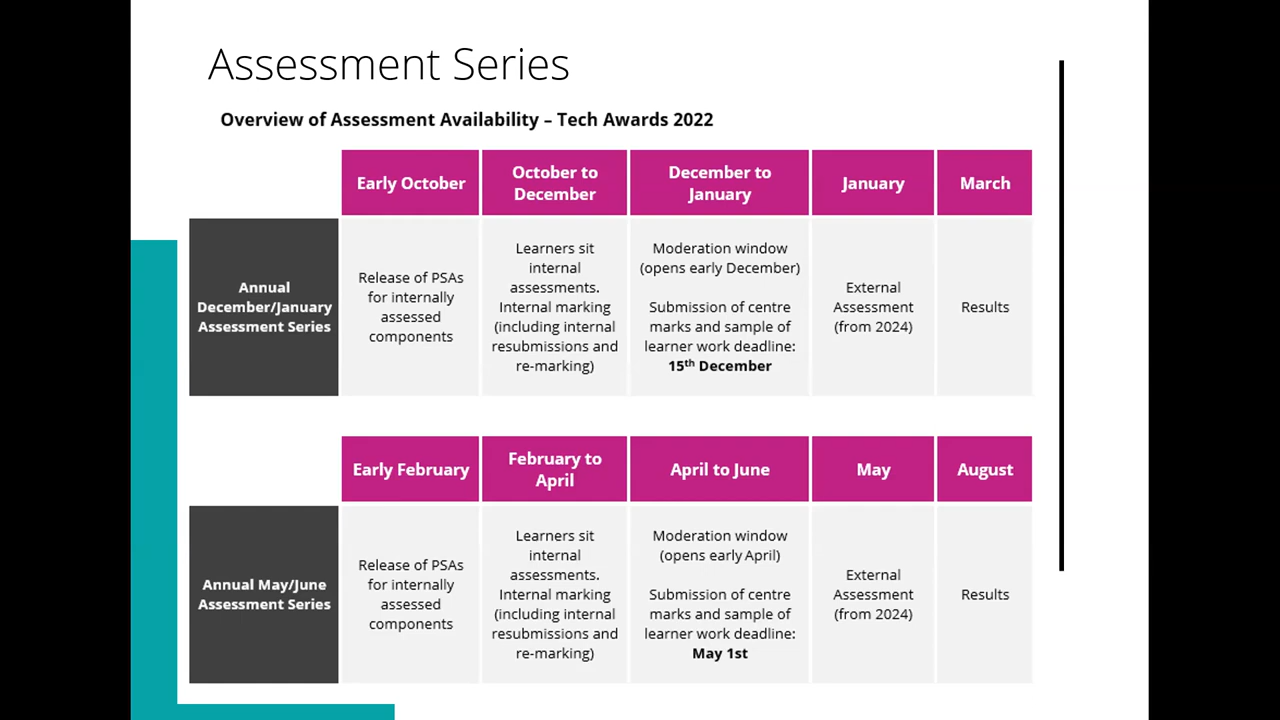 Assessment Series
Overview of Assessment Availability – Tech Awards 2022
Early October
October to
December
December to
January
January
March
Annual
December/January
Assessment Series
Release of PSAs
for internally
assessed
components
Learners sit
internal
assessments.
Internal marking
(including internal
resubmissions and
re-marking)
Moderation window
(opens early December)
Submission of centre
marks and sample of
learner work deadline:
15th December
External
Assessment
(from 2024)
Results
Early February
February to
April
April to June
May
August
Annual May/June
Assessment Series
Release of PSAs
for internally
assessed
components
Learners sit
internal
assessments.
Internal marking
(including internal
resubmissions and
re-marking)
Moderation window
(opens early April)
Submission of centre
marks and sample of
learner work deadline:
May 1st
External
Assessment
(from 2024)
Results